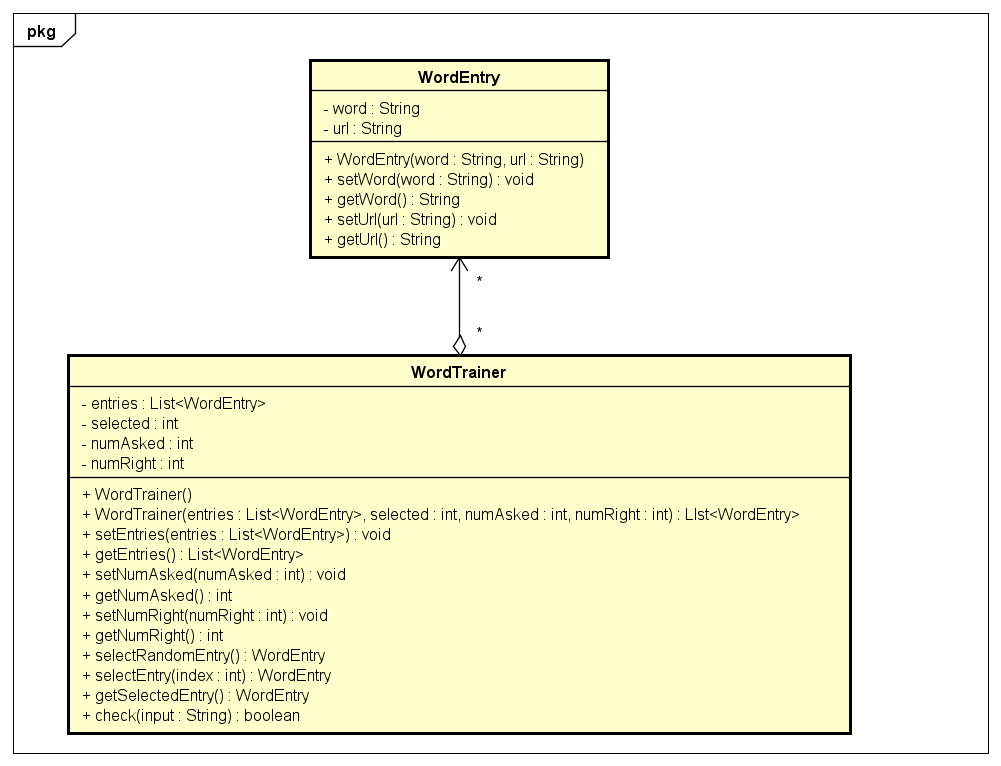 pkg
WordEntry
- word : String
- url : String
+ WordEntry(word : String, url : String)
+ setWord(word : String) : void
+ getWord() : String
+ setUrl(url : String) : void
+ getUrl() : String
*
*
WordTrainer
- entries : List<WordEntry>
- selected : int
- numAsked : int
- numRight : int
+ WordTrainer()
+ WordTrainer(entries : List<WordEntry>, selected : int, numAsked : int, numRight : int) : LIst<WordEntry>
+ setEntries(entries : List<WordEntry>) : void
+ getEntries() : List<WordEntry>
+ setNumAsked(numAsked : int) : void
+ getNumAsked() : int
+ setNumRight(numRight : int) : void
+ getNumRight() : int
+ selectRandomEntry() : WordEntry
+ selectEntry(index : int) : WordEntry
+ getSelectedEntry() : WordEntry
+ check(input : String) : boolean